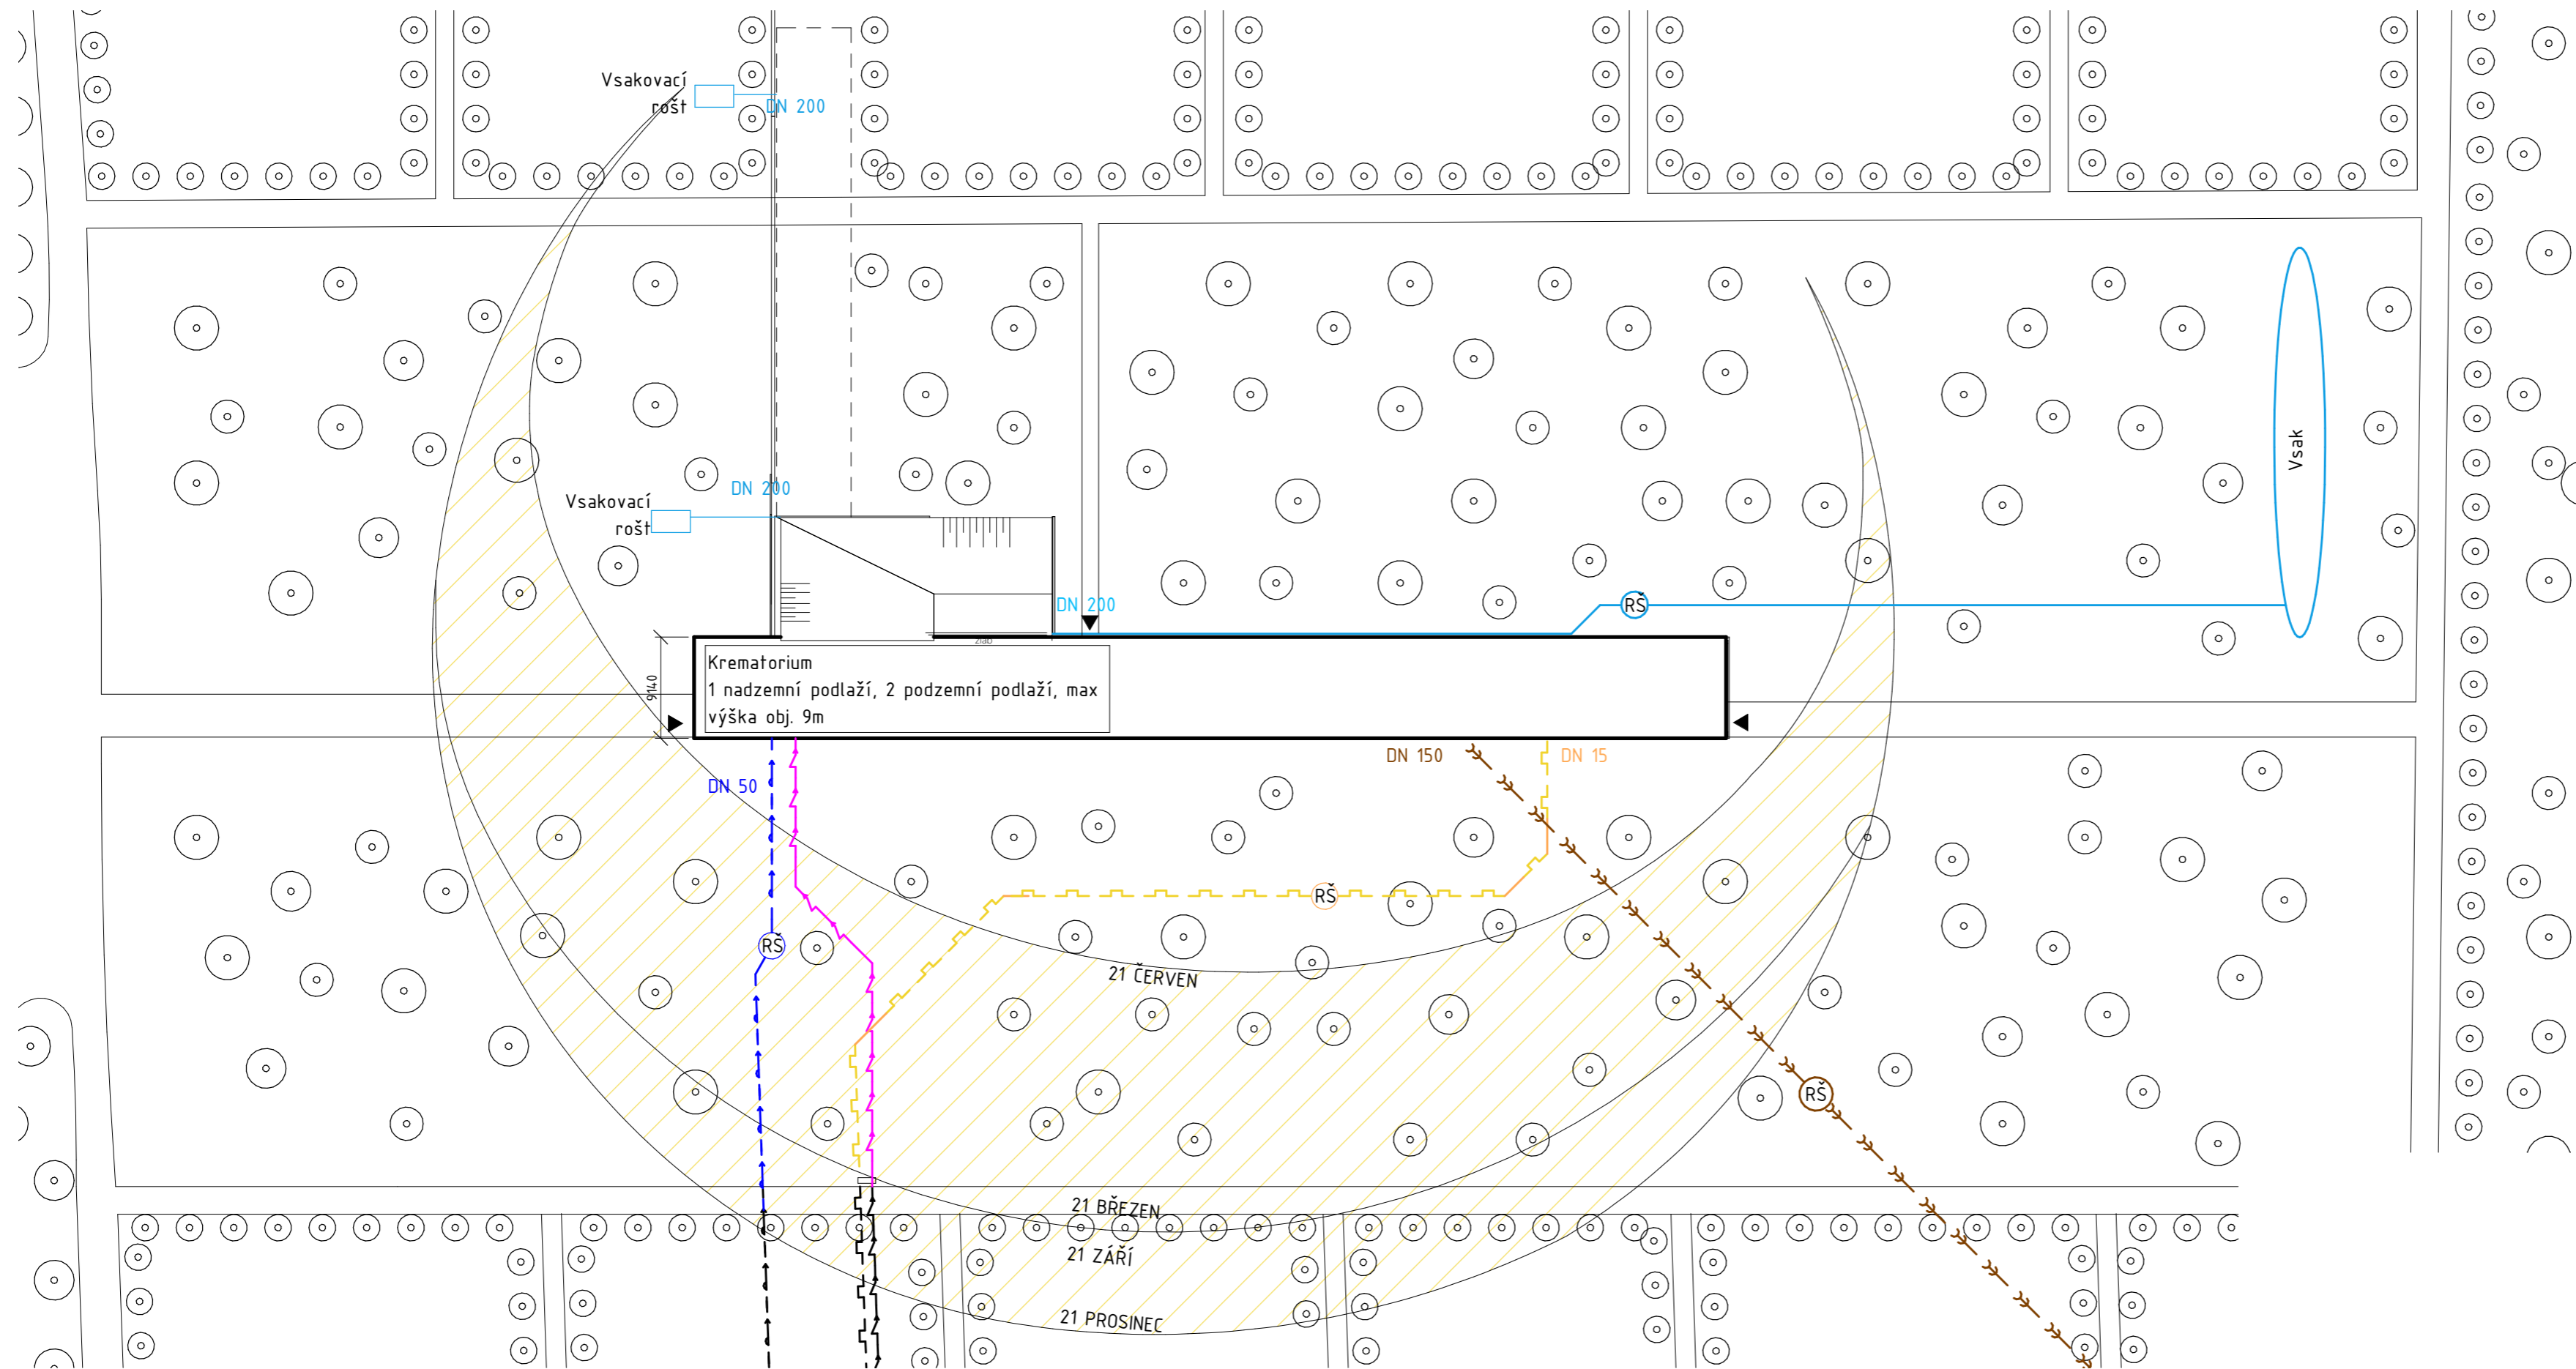 Vsakovací
rošt
DN 200
DN 200
Vsakovací
rošt
Vsak
DN 200
RŠ
žlab
Krematorium
1 nadzemní podlaží, 2 podzemní podlaží, max
výška obj. 9m
9140
DN 50
DN 150
DN 15
RŠ
RŠ
21 ČERVEN
RŠ
21 BŘEZEN
21 ZÁŘÍ
21 PROSINEC